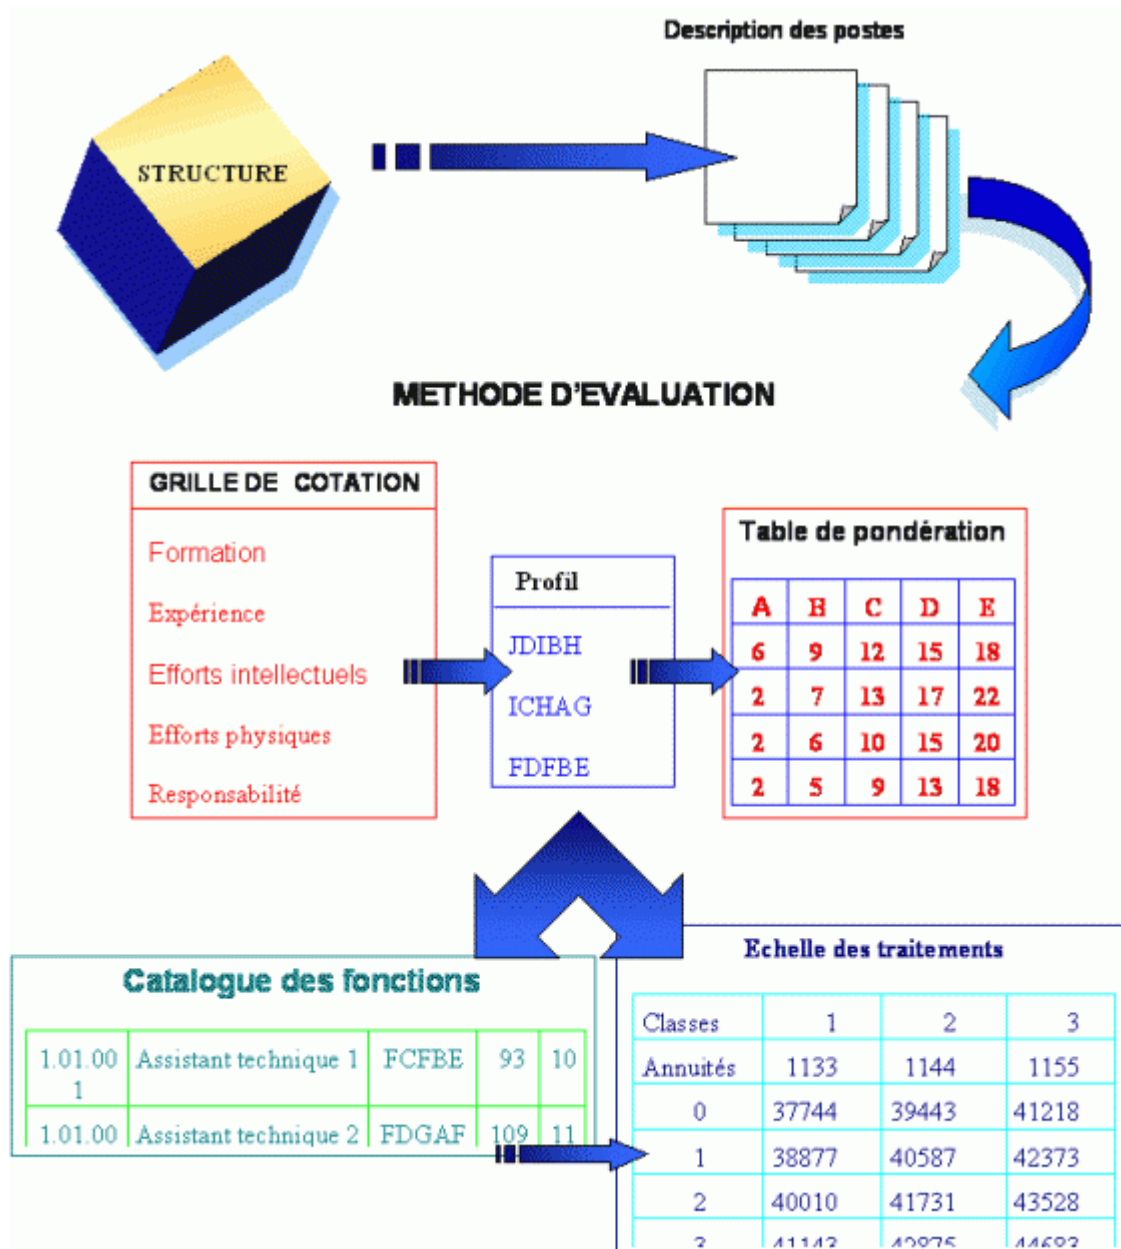 Description des postes
STRUCTURE
METHODE D'EVALUATION
GRILLE DE COTATION
Formation
Expérience
Efforts intellectuels
Efforts physiques
Responsabilité
Profil
JDIBH
ICHAG
FDFBE
Table de pondération
A H C D E
6 9 12 15 18
2 7 13 17 22
2 6 10 15 20
2 5 9 13 18
Catalogue des fonctions
1.01.00 Assistant technique 1 FCFBE 93 10
1
1.01.00 Assistant technique 2 FDGAF 109 11
Echelle des traitements
Classes 1 2 3
Annuités 1133 1144 1155
0 37744 39443 41218
1 38877 40587 42373
2 40010 41731 43528
3 41143 42875 44683